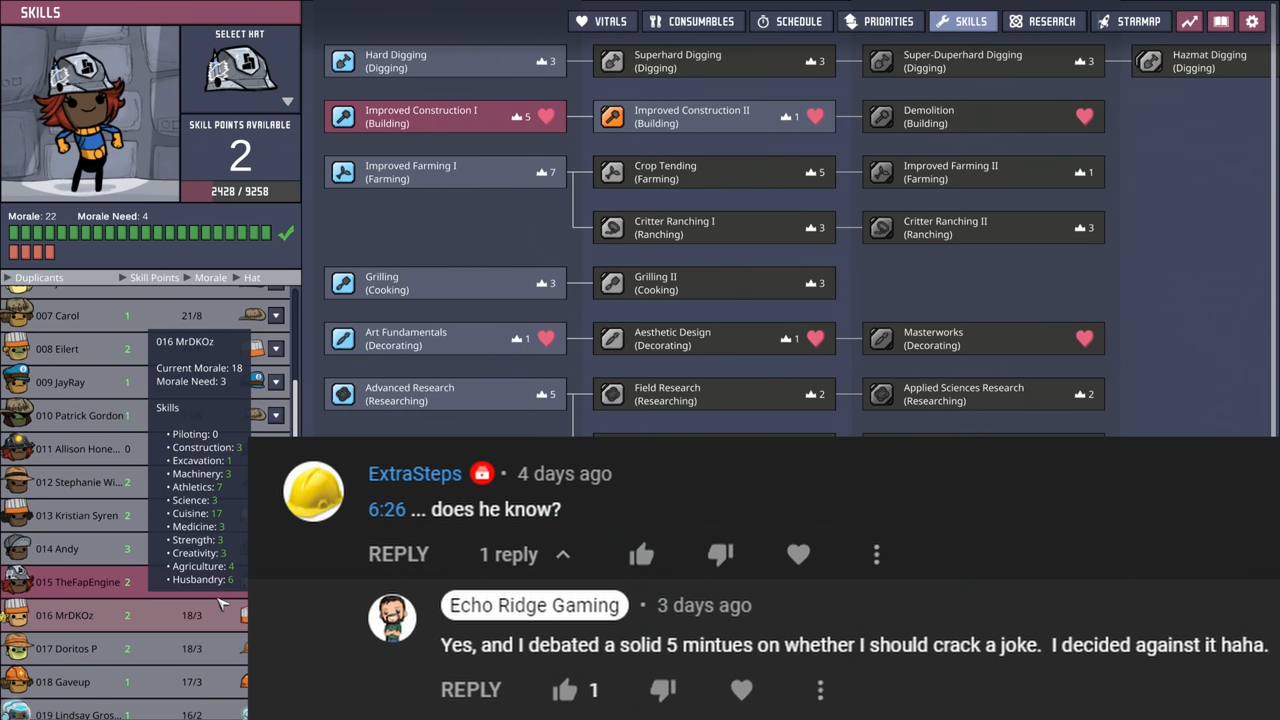 SKILLS
VITALS
CONSUMABLES
SCHEDULE
PRIORITIES
SKILLS
RESEARCH
STARMAP
SELECT HAT
SKILL POINTS AVAILABLE
2
2428 / 9258
Morale: 22 Morale Need: 4
Duplicants Skill Points Morale Hat
007 Carol 1 21/8
008 Eilert 2
009 JayRay 1
010 Patrick Gordon 1
011 Allison Hone... 0
012 Stephanie Wi... 2
013 Kristian Syren 2
014 Andy 3
015 TheFapEngine 2
016 MrDKOz 2 18/3
017 Doritos P 2 18/3
018 Gaveup 1 17/3
019 Lindsay Gros... 1 16/2
016 MrDKOz
Current Morale: 18
Morale Need: 3
Skills
• Piloting: 0
• Construction: 3
• Excavation: 1
• Machinery: 3
• Athletics: 7
• Science: 3
• Cuisine: 17
• Medicine: 3
• Strength: 3
• Creativity: 3
• Agriculture: 4
• Husbandry: 6
Hard Digging
(Digging) 3
Superhard Digging
(Digging) 3
Super-Duperhard Digging
(Digging) 3
Hazmat Digging
(Digging)
Improved Construction I
(Building) 5
Improved Construction II
(Building) 1
Demolition
(Building)
Improved Farming I
(Farming) 7
Crop Tending
(Farming) 5
Improved Farming II
(Farming) 1
Critter Ranching I
(Ranching) 3
Critter Ranching II
(Ranching) 3
Grilling
(Cooking) 3
Grilling II
(Cooking) 3
Art Fundamentals
(Decorating) 1
Aesthetic Design
(Decorating) 1
Masterworks
(Decorating)
Advanced Research
(Researching) 5
Field Research
(Researching) 2
Applied Sciences Research
(Researching) 2
ExtraSteps • 4 days ago
6:26 ... does he know?
REPLY 1 reply
Echo Ridge Gaming • 3 days ago
Yes, and I debated a solid 5 mintues on whether I should crack a joke. I decided against it haha.
REPLY 1